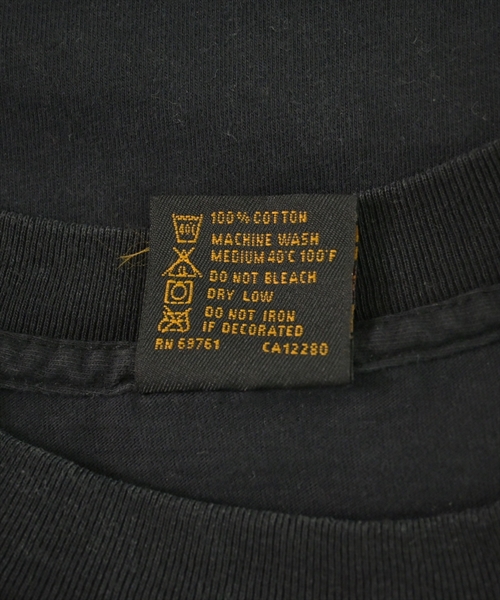 100% COTTON
40°C
MACHINE WASH
MEDIUM 40°C 100°F
DO NOT BLEACH
DRY LOW
DO NOT IRON
IF DECORATED
RN 69761 CA12280